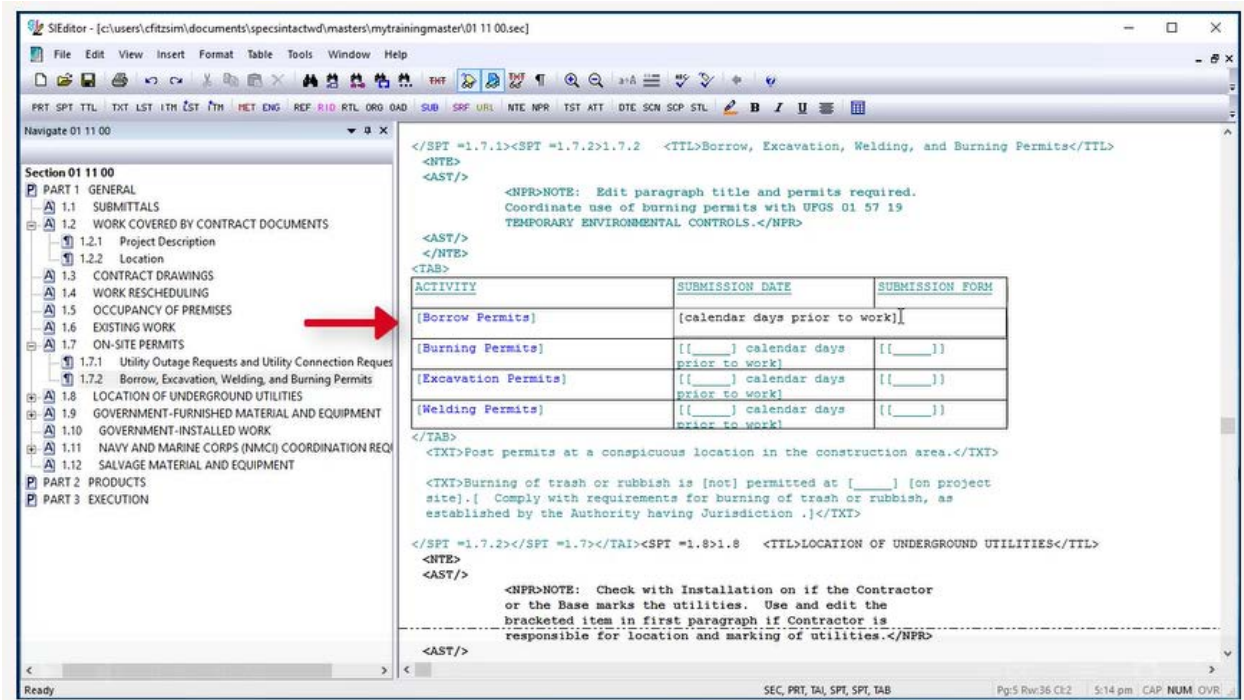 SIEditor - [c:\users\cfitzsim\documents\specsintactwd\masters\mytrainingmaster\01 11 00.sec]
File Edit View Insert Format Table Tools Window Help
PRT SPT TTL TXT LST ITM LST ITM MET ENG REF RID RTL ORG OAD SUB SRF URL NTE NPR TST ATT DTE SCN SCP STL B I U
Navigate 01 11 00
Section 01 11 00
PART 1 GENERAL
1.1 SUBMITTALS
1.2 WORK COVERED BY CONTRACT DOCUMENTS
1.2.1 Project Description
1.2.2 Location
1.3 CONTRACT DRAWINGS
1.4 WORK RESCHEDULING
1.5 OCCUPANCY OF PREMISES
1.6 EXISTING WORK
1.7 ON-SITE PERMITS
1.7.1 Utility Outage Requests and Utility Connection Reques
1.7.2 Borrow, Excavation, Welding, and Burning Permits
1.8 LOCATION OF UNDERGROUND UTILITIES
1.9 GOVERNMENT-FURNISHED MATERIAL AND EQUIPMENT
1.10 GOVERNMENT-INSTALLED WORK
1.11 NAVY AND MARINE CORPS (NMCI) COORDINATION REQ
1.12 SALVAGE MATERIAL AND EQUIPMENT
PART 2 PRODUCTS
PART 3 EXECUTION
</SPT =1.7.1><SPT =1.7.2>1.7.2 <TTL>Borrow, Excavation, Welding, and Burning Permits</TTL>
<NTE>
<AST/>
<NPR>NOTE: Edit paragraph title and permits required.
Coordinate use of burning permits with UFGS 01 57 19
TEMPORARY ENVIRONMENTAL CONTROLS.</NPR>
<AST/>
</NTE>
<TAB>
ACTIVITY SUBMISSION DATE SUBMISSION FORM
[Borrow Permits] [calendar days prior to work]
[Burning Permits] [[_____] calendar days [[_____]]
prior to work]
[Excavation Permits] [[_____] calendar days [[_____]]
prior to work]
[Welding Permits] [[_____] calendar days [[_____]]
prior to work]
</TAB>
<TXT>Post permits at a conspicuous location in the construction area.</TXT>
<TXT>Burning of trash or rubbish is [not] permitted at [_____] [on project
site].[ Comply with requirements for burning of trash or rubbish, as
established by the Authority having Jurisdiction .]</TXT>
</SPT =1.7.2></SPT =1.7></TAI><SPT =1.8>1.8 <TTL>LOCATION OF UNDERGROUND UTILITIES</TTL>
<NTE>
<AST/>
<NPR>NOTE: Check with Installation on if the Contractor
or the Base marks the utilities. Use and edit the
bracketed item in first paragraph if Contractor is
responsible for location and marking of utilities.</NPR>
<AST/>
Ready SEC, PRT, TAI, SPT, SPT, TAB Pg:5 Rw:36 Cl:2 5:14 pm CAP NUM OVR